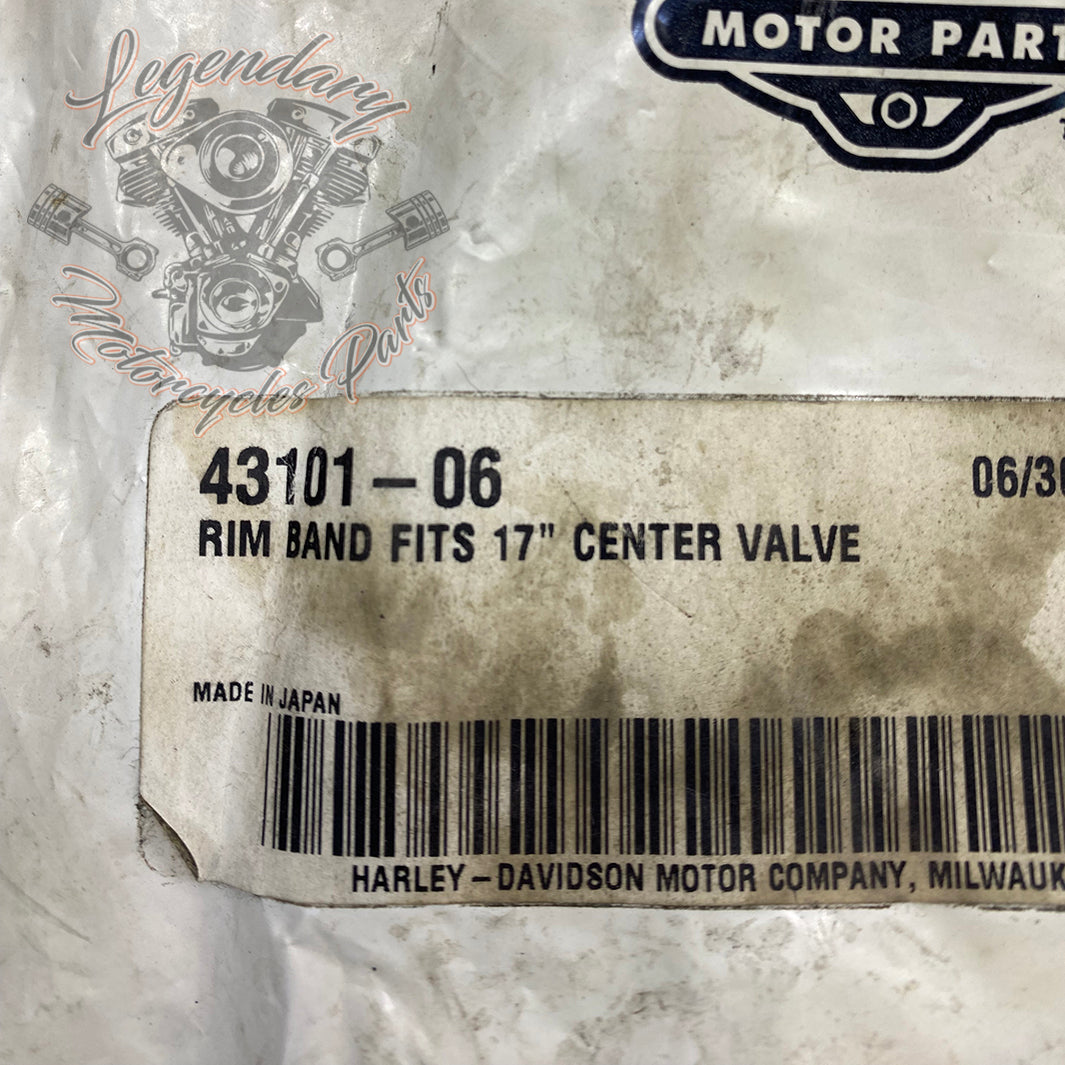 MOTOR PART
Legendary
Motorcycles Parts
43101-06
06/30
RIM BAND FITS 17" CENTER VALVE
MADE IN JAPAN
HARLEY-DAVIDSON MOTOR COMPANY, MILWAUK